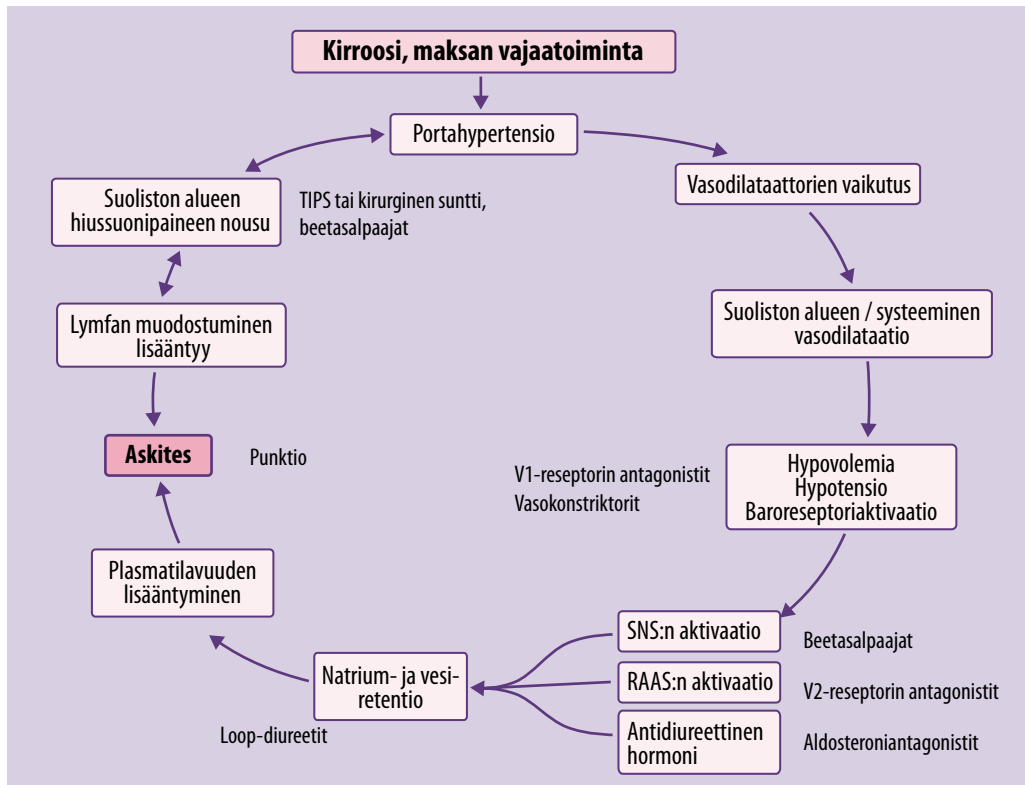 Kirroosi, maksan vajaatoiminta
Portahypertensio
Suoliston alueen
hiussuonipaineen nousu
TIPS tai kirurginen suntti,
beetasalpaajat
Vasodilataattorien vaikutus
Lymfan muodostuminen
lisääntyy
Suoliston alueen / systeeminen
vasodilataatio
Askites
Punktio
V1-reseptorin antagonistit
Vasokonstriktorit
Hypovolemia
Hypotensio
Baroreseptoriaktivaatio
Plasmatilavuuden
lisääntyminen
SNS:n aktivaatio
Beetasalpaajat
Natrium- ja vesi-
retentio
RAAS:n aktivaatio
V2-reseptorin antagonistit
Loop-diureetit
Antidiureettinen
hormoni
Aldosteroniantagonistit